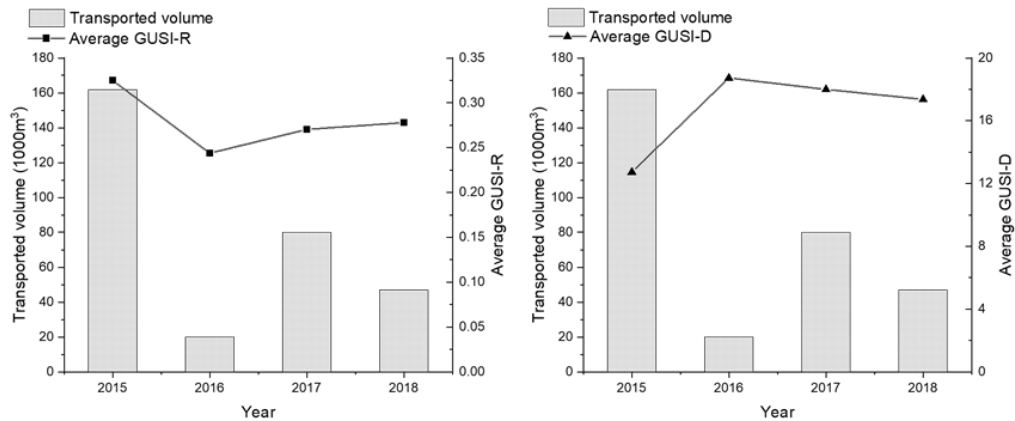 Transported volume
Average GUSI-R
180
160
140
120
100
80
60
40
20
0
Transported volume (1000m³)
0.35
0.30
0.25
0.20
0.15
0.10
0.05
0.00
Average GUSI-R
2015 2016 2017 2018
Year
Transported volume
Average GUSI-D
180
160
140
120
100
80
60
40
20
0
Transported volume (1000m³)
20
16
12
8
4
0
Average GUSI-D
2015 2016 2017 2018
Year